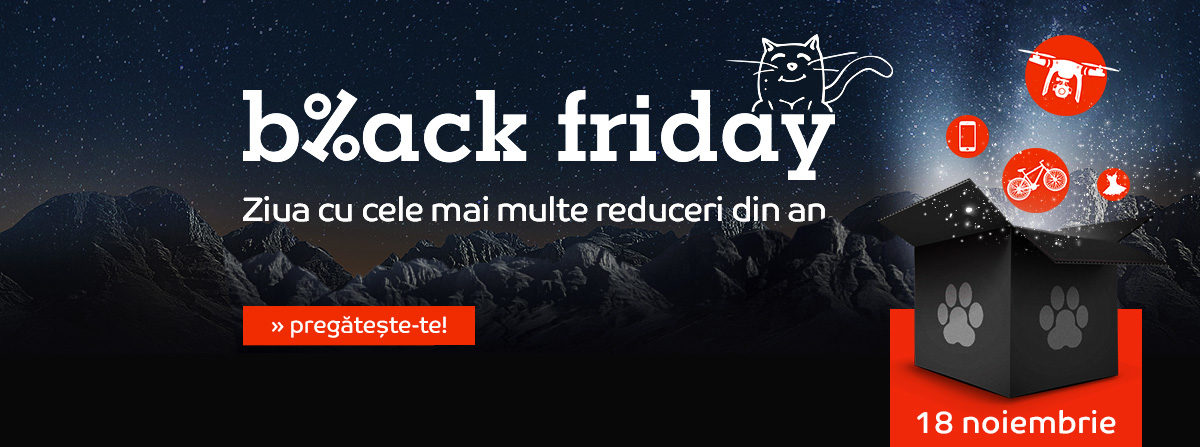 b%ack friday
Ziua cu cele mai multe reduceri din an
» pregătește-te!
18 noiembrie